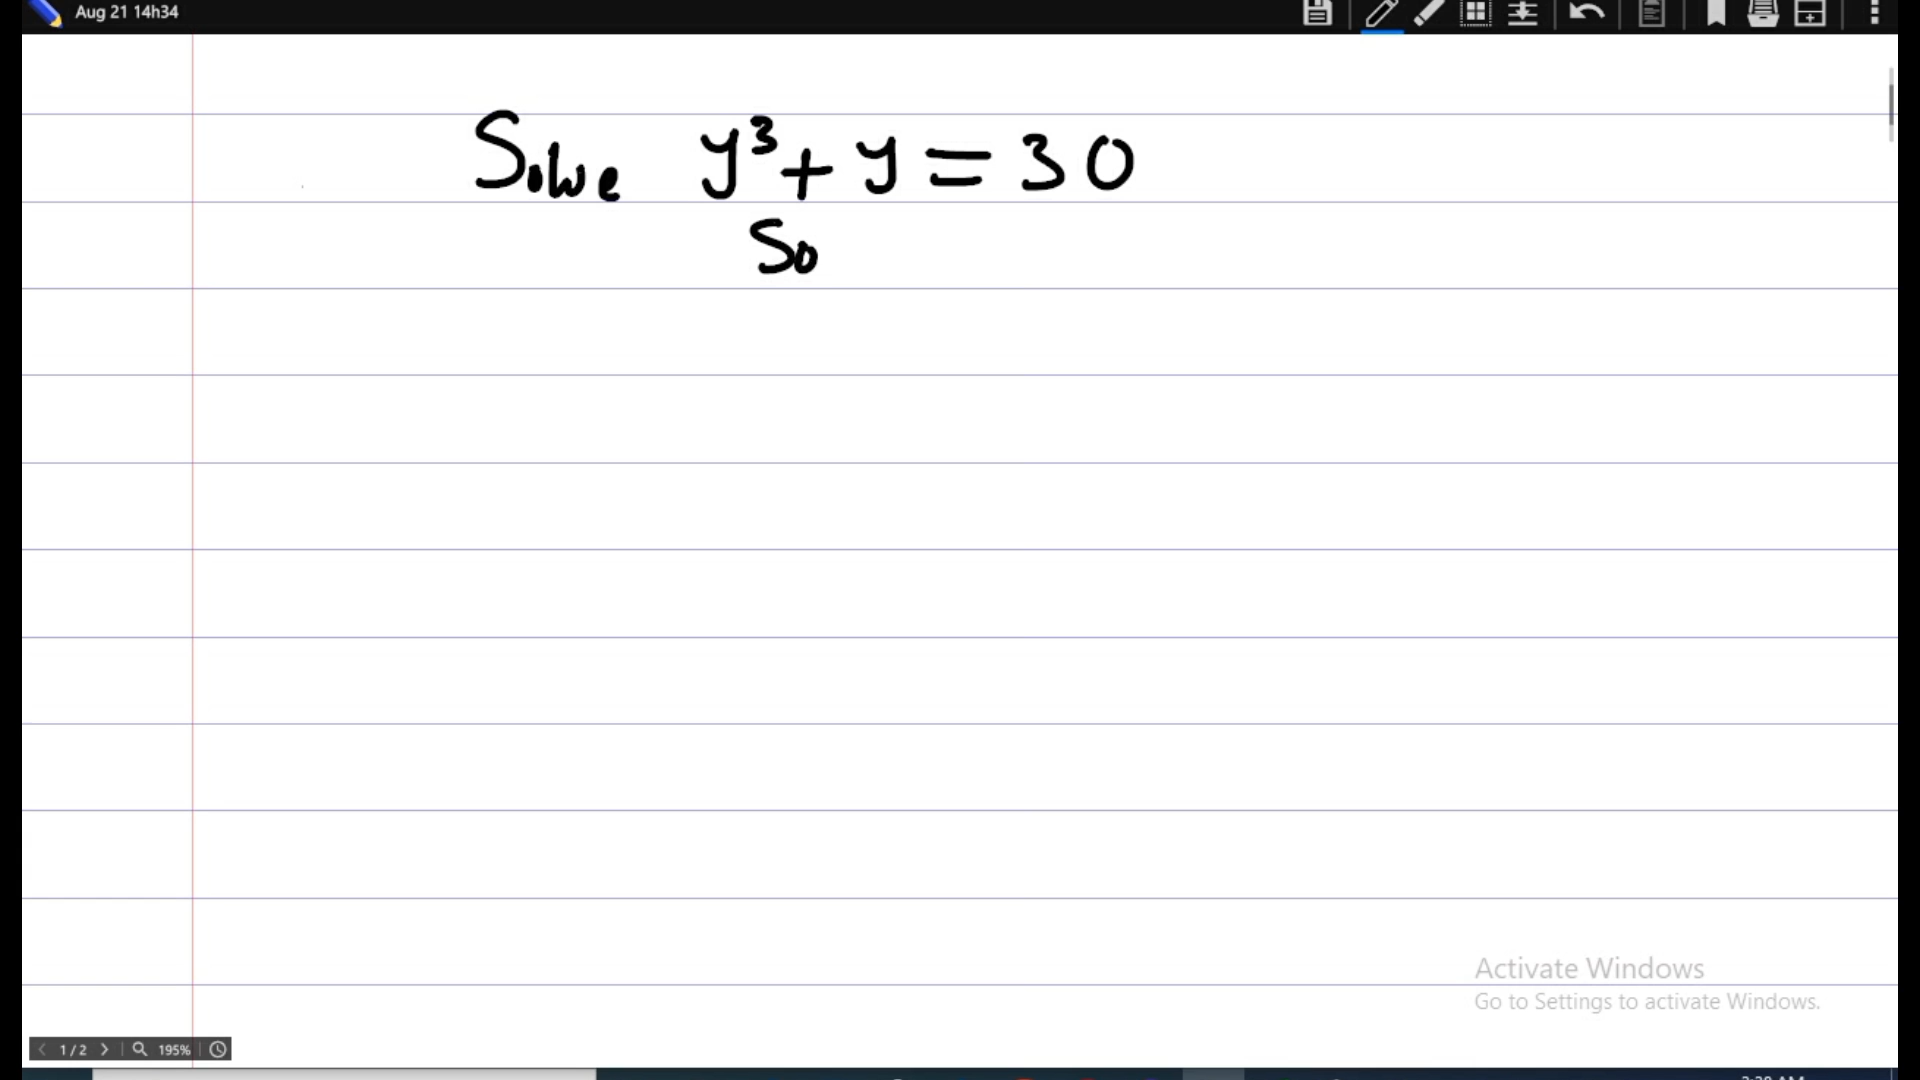 Aug 21 14h34
Solve y³ + y = 30
So
Activate Windows
Go to Settings to activate Windows.
1/2 195%